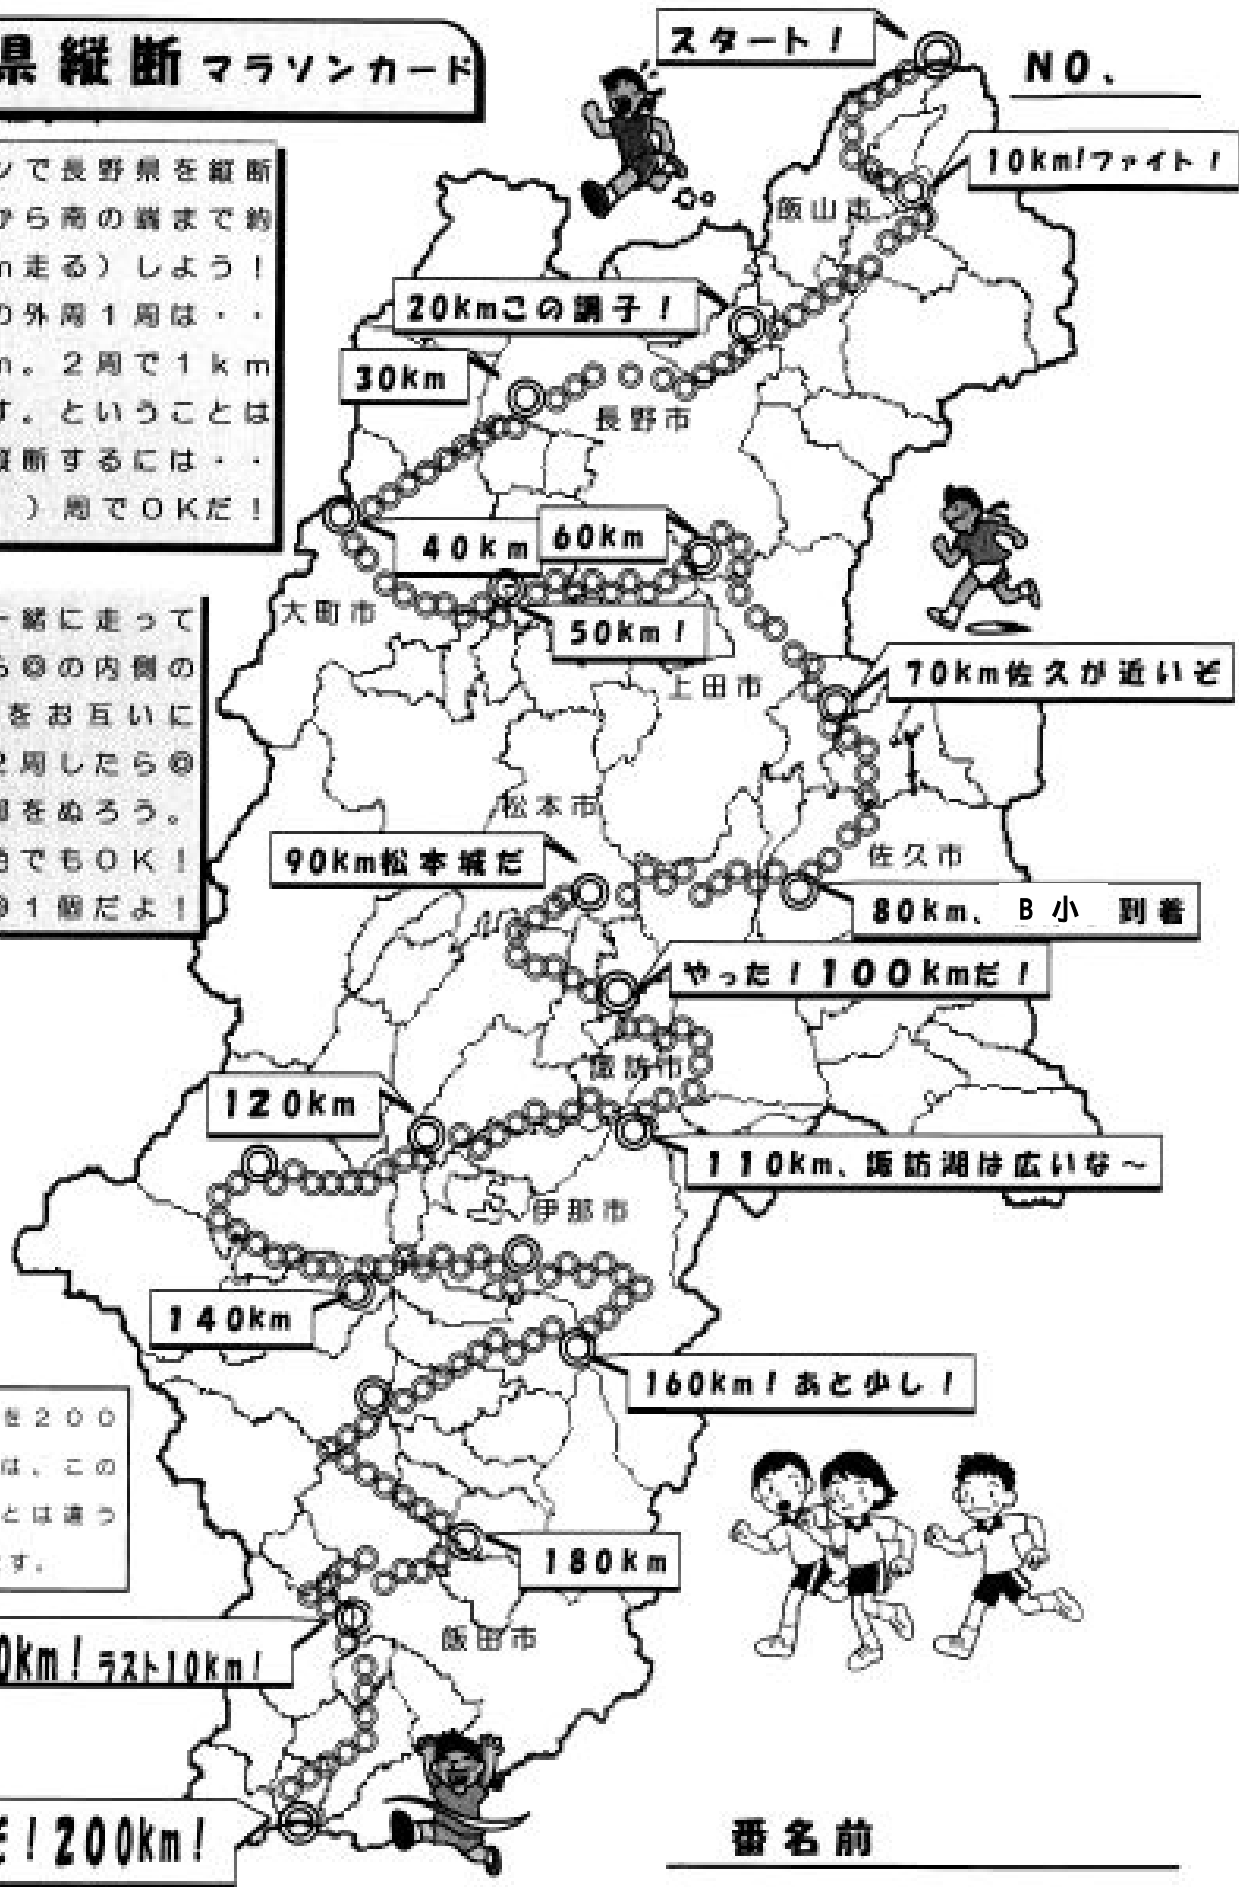 県縦断マラソンカード
スタート！
NO．
ンで長野県を縦断
から南の端まで約
m走る）しよう！
の外周１周は・・
m。２周で１ｋｍ
す。ということは
縦断するには・・
）周でＯＫだ！
10km！ファイト！
飯山市
20kmこの調子！
30km
長野市
40km
60km
大町市
50km！
一緒に走って
ら◎の内側の
をお互いに
２周したら◎
をぬろう。
でもＯＫ！
１個だよ！
上田市
70km佐久が近いぞ
松本市
90km松本城だ
佐久市
80km、B小 到着
やった！100kmだ！
諏訪市
120km
110km、諏訪湖は広いな～
伊那市
140km
160km！あと少し！
を２００
は、この
とは違う
す。
180km
飯田市
0km！ラスト10km！
！200km！
番名前